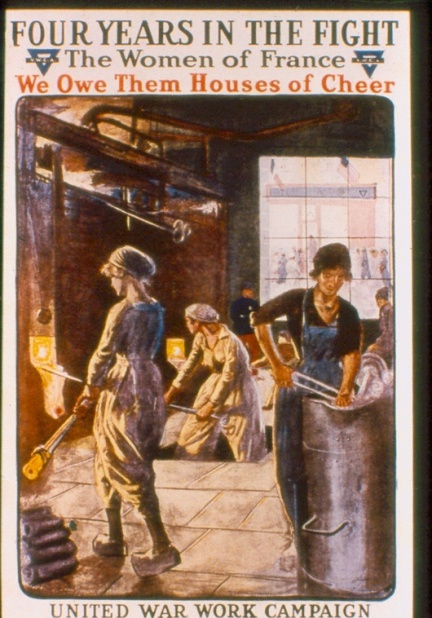 FOUR YEARS IN THE FIGHT
The Women of France
We Owe Them Houses of Cheer
UNITED WAR WORK CAMPAIGN